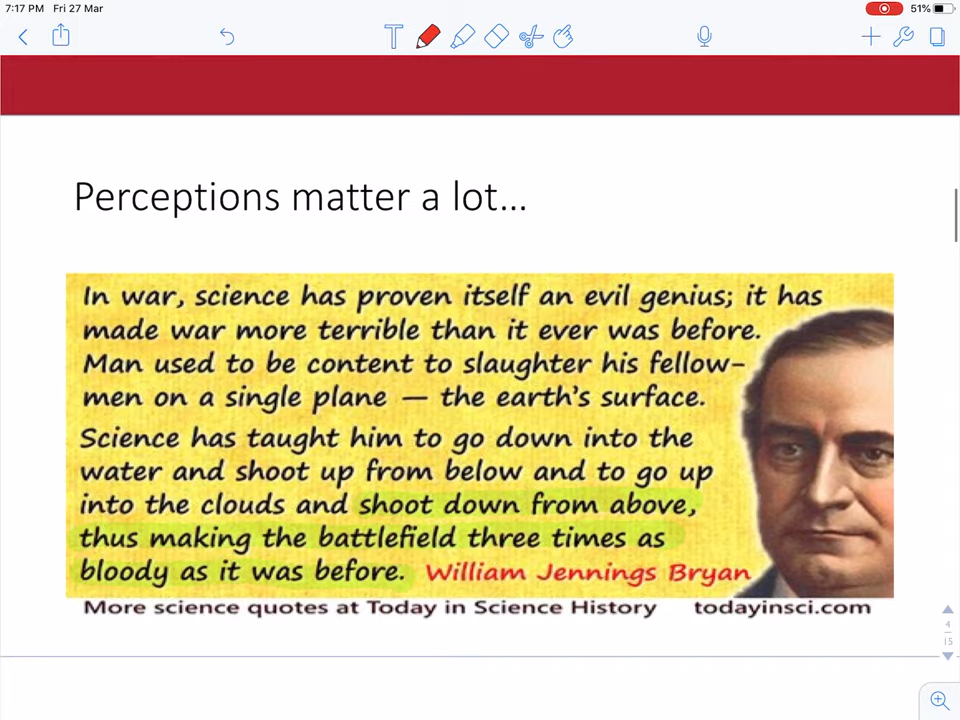 7:17 PM Fri 27 Mar
51%
T
Perceptions matter a lot...
In war, science has proven itself an evil genius; it has
made war more terrible than it ever was before.
Man used to be content to slaughter his fellow-
men on a single plane — the earth's surface.
Science has taught him to go down into the
water and shoot up from below and to go up
into the clouds and shoot down from above,
thus making the battlefield three times as
bloody as it was before. William Jennings Bryan
More science quotes at Today in Science History todayinsci.com
4
15